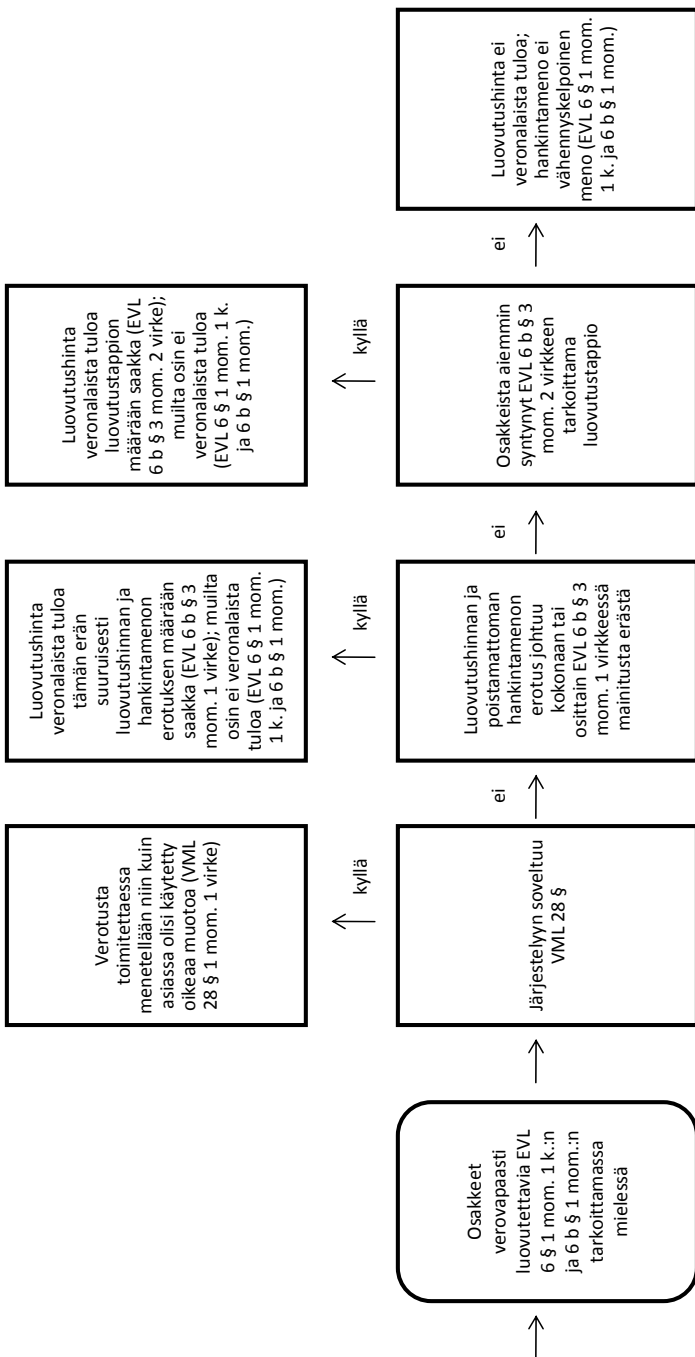 Osakkeet
verovapaasti
luovutettavia EVL
6 § 1 mom. 1 k.:n
ja 6 b § 1 mom.:n
tarkoittamassa
mielessä
Järjestelyyn soveltuu
VML 28 §
kyllä
Verotusta
toimitettaessa
menetellään niin kuin
asiassa olisi käytetty
oikeaa muotoa (VML
28 § 1 mom. 1 virke)
ei
Luovutushinnan ja
poistamattoman
hankintamenon
erotus johtuu
kokonaan tai
osittain EVL 6 b § 3
mom. 1 virkkeessä
mainitusta erästä
kyllä
Luovutushinta
veronalaista tuloa
tämän erän
suuruisesti
luovutushinnan ja
hankintamenon
erotuksen määrään
saakka (EVL 6 b § 3
mom. 1 virke); muilta
osin ei veronalaista
tuloa (EVL 6 § 1 mom.
1 k. ja 6 b § 1 mom.)
ei
Osakkeista aiemmin
syntynyt EVL 6 b § 3
mom. 2 virkkeen
tarkoittama
luovutustappio
kyllä
Luovutushinta
veronalaista tuloa
luovutustappion
määrään saakka (EVL
6 b § 3 mom. 2 virke);
muilta osin ei
veronalaista tuloa
(EVL 6 § 1 mom. 1 k.
ja 6 b § 1 mom.)
ei
Luovutushinta ei
veronalaista tuloa;
hankintameno ei
vähennyskelpoinen
meno (EVL 6 § 1 mom.
1 k. ja 6 b § 1 mom.)